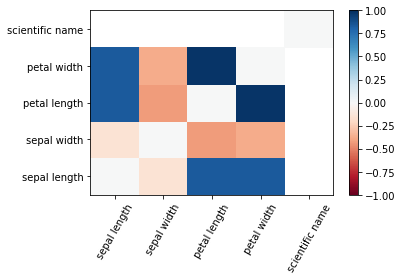 scientific name
petal width
petal length
sepal width
sepal length
sepal length
sepal width
petal length
petal width
scientific name
1.00
0.75
0.50
0.25
0.00
−0.25
−0.50
−0.75
−1.00